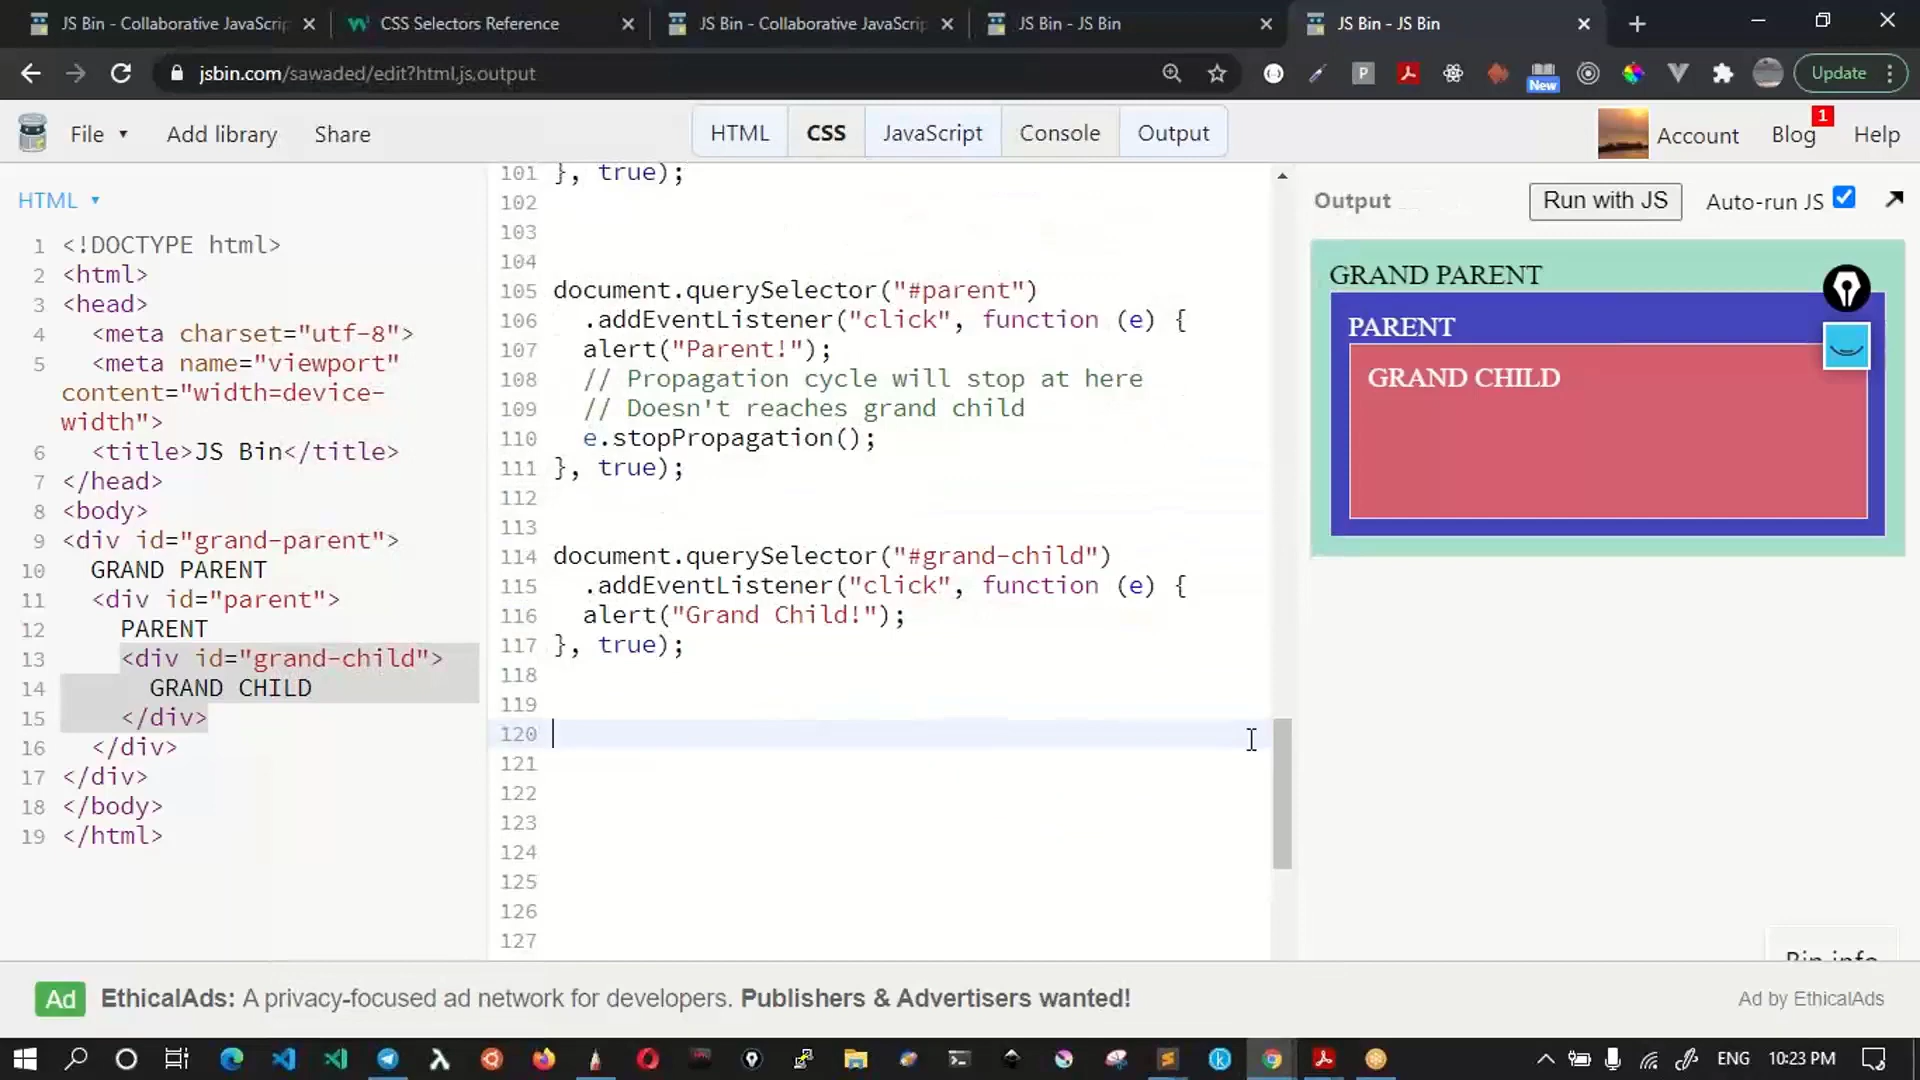 JS Bin - Collaborative JavaScrip
CSS Selectors Reference
JS Bin - Collaborative JavaScrip
JS Bin - JS Bin
JS Bin - JS Bin
jsbin.com/sawaded/edit?html,js,output
New
Update
File
Add library
Share
HTML
CSS
JavaScript
Console
Output
Account
Blog
1
Help
HTML
1 <!DOCTYPE html>
2 <html>
3 <head>
4 <meta charset="utf-8">
5 <meta name="viewport"
content="width=device-
width">
6 <title>JS Bin</title>
7 </head>
8 <body>
9 <div id="grand-parent">
10 GRAND PARENT
11 <div id="parent">
12 PARENT
13 <div id="grand-child">
14 GRAND CHILD
15 </div>
16 </div>
17 </div>
18 </body>
19 </html>
101 }, true);
102
103
104
105 document.querySelector("#parent")
106 .addEventListener("click", function (e) {
107 alert("Parent!");
108 // Propagation cycle will stop at here
109 // Doesn't reaches grand child
110 e.stopPropagation();
111 }, true);
112
113
114 document.querySelector("#grand-child")
115 .addEventListener("click", function (e) {
116 alert("Grand Child!");
117 }, true);
118
119
120
121
122
123
124
125
126
127
Output
Run with JS
Auto-run JS
GRAND PARENT
PARENT
GRAND CHILD
Bin info
Ad
EthicalAds: A privacy-focused ad network for developers. Publishers & Advertisers wanted!
Ad by EthicalAds
ENG
10:23 PM